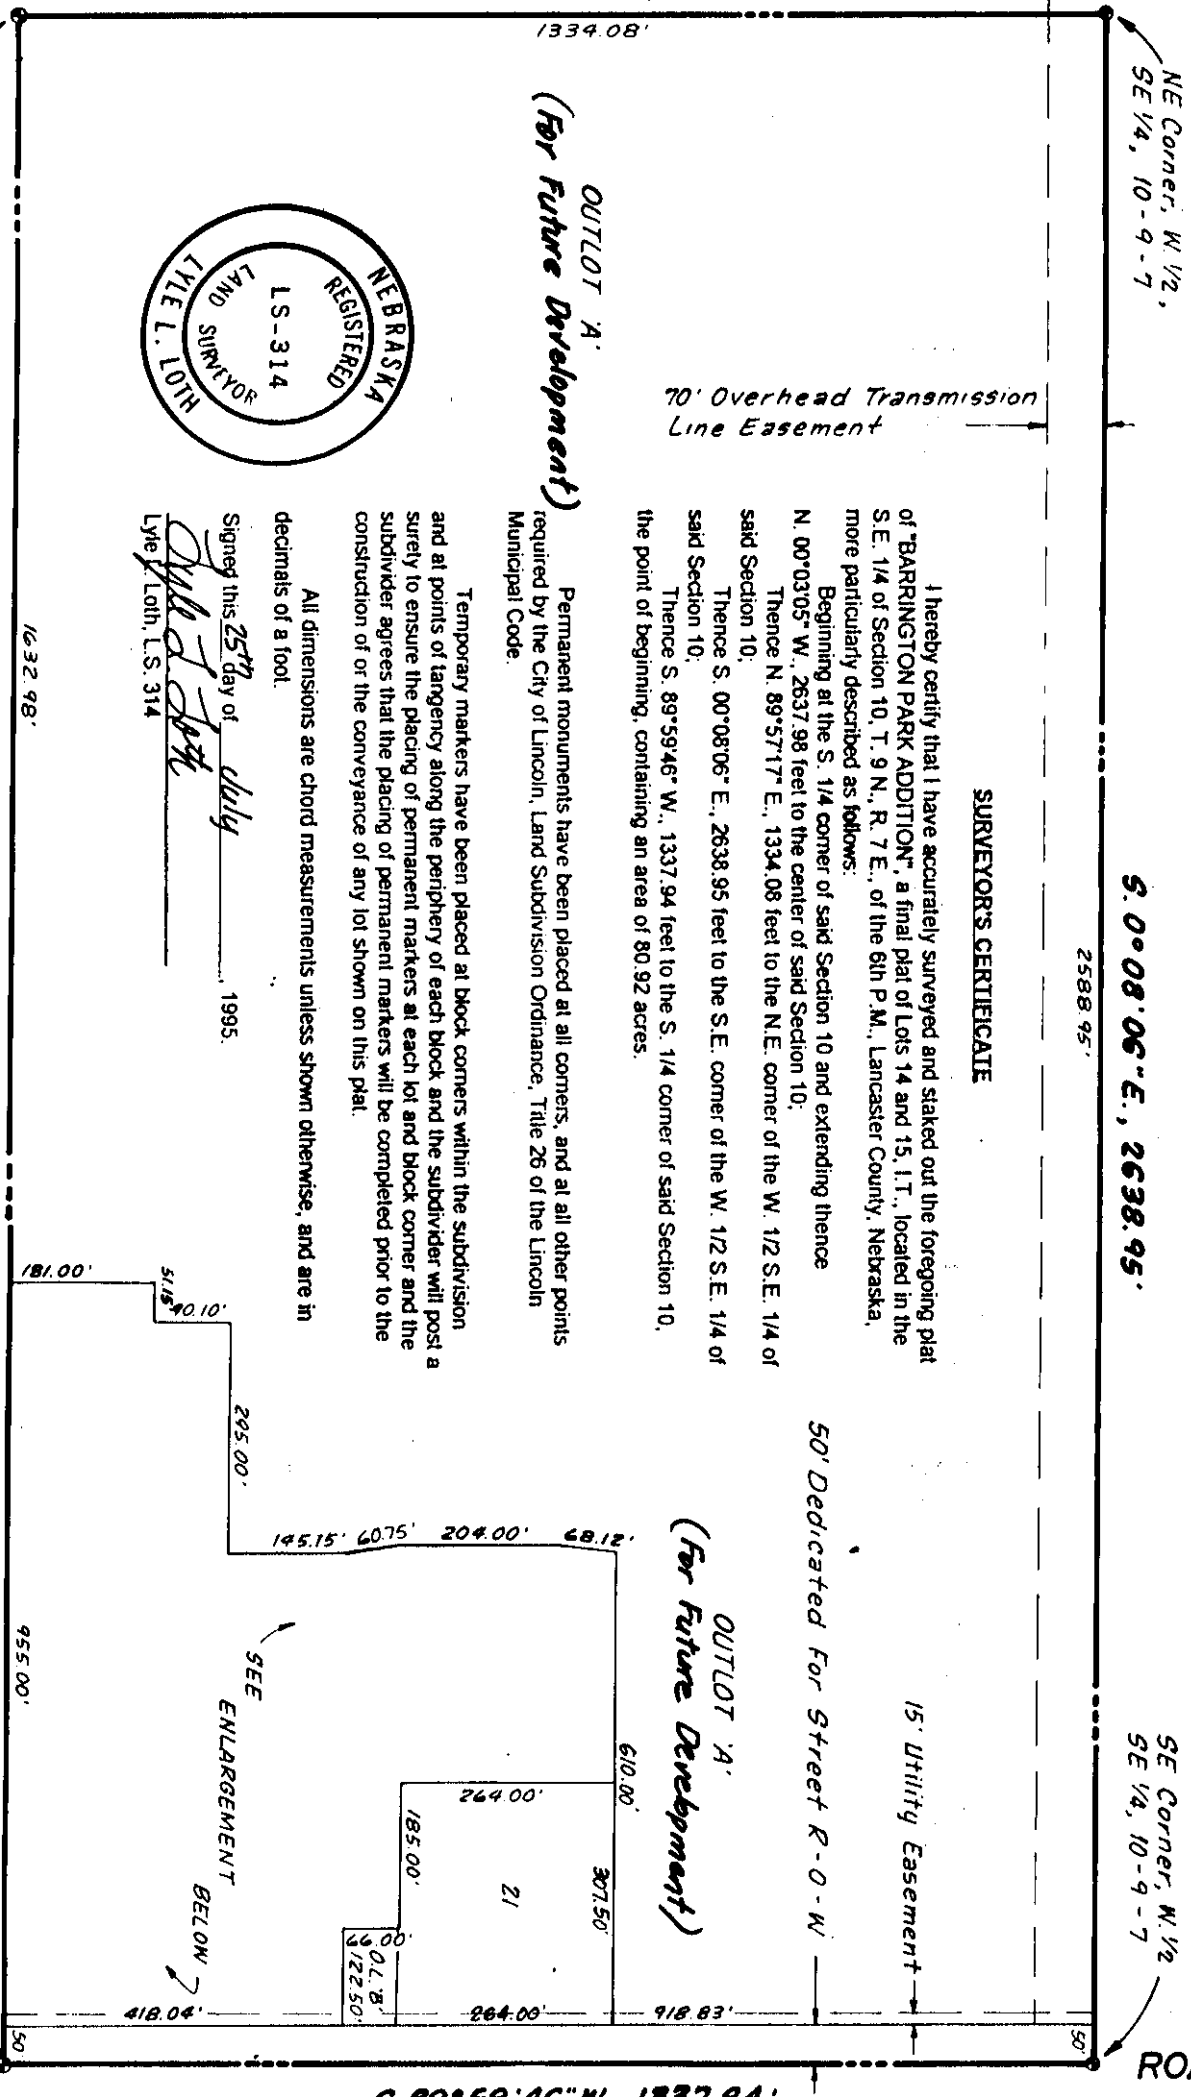 NE Corner, W. 1/2,
SE 1/4, 10-9-7
S. 0°08'06"E., 2638.95'
2588.95'
SE Corner, W. 1/2
SE 1/4, 10-9-7
1334.08'
70' Overhead Transmission
Line Easement
15' Utility Easement
50' Dedicated For Street R-O-W
OUTLOT 'A'
(For Future Development)
SURVEYOR'S CERTIFICATE
I hereby certify that I have accurately surveyed and staked out the foregoing plat
of "BARRINGTON PARK ADDITION", a final plat of Lots 14 and 15, I.T., located in the
S.E. 1/4 of Section 10, T. 9 N., R. 7 E., of the 6th P.M., Lancaster County, Nebraska,
more particularly described as follows:
Beginning at the S. 1/4 corner of said Section 10 and extending thence
N. 00°03'05" W., 2637.98 feet to the center of said Section 10;
Thence N. 89°57'17" E., 1334.08 feet to the N.E. corner of the W. 1/2 S.E. 1/4 of
said Section 10;
Thence S. 00°08'06" E., 2638.95 feet to the S.E. corner of the W. 1/2 S.E. 1/4 of
said Section 10;
Thence S. 89°59'46" W., 1337.94 feet to the S. 1/4 corner of said Section 10,
the point of beginning, containing an area of 80.92 acres.
Permanent monuments have been placed at all corners, and at all other points
required by the City of Lincoln, Land Subdivision Ordinance, Title 26 of the Lincoln
Municipal Code.
Temporary markers have been placed at block corners within the subdivision
and at points of tangency along the periphery of each block and the subdivider will post a
surety to ensure the placing of permanent markers at each lot and block corner and the
subdivider agrees that the placing of permanent markers will be completed prior to the
construction of or the conveyance of any lot shown on this plat.
All dimensions are chord measurements unless shown otherwise, and are in
decimals of a foot.
Signed this 25th day of July, 1995.
Lyle L. Loth
Lyle L. Loth, L.S. 314
NEBRASKA
REGISTERED
LS-314
LAND SURVEYOR
LYLE L. LOTH
OUTLOT 'A'
(For Future Development)
1632.98'
181.00'
51.15'
90.10'
295.00'
145.15'
60.75'
204.00'
68.12'
610.00'
307.50'
264.00'
185.00'
21
66.00'
O.L. 'B'
122.50'
SEE
ENLARGEMENT
BELOW
955.00'
418.04'
264.00'
918.83'
50'
50'
S. 89°59'46" W., 1337.94'